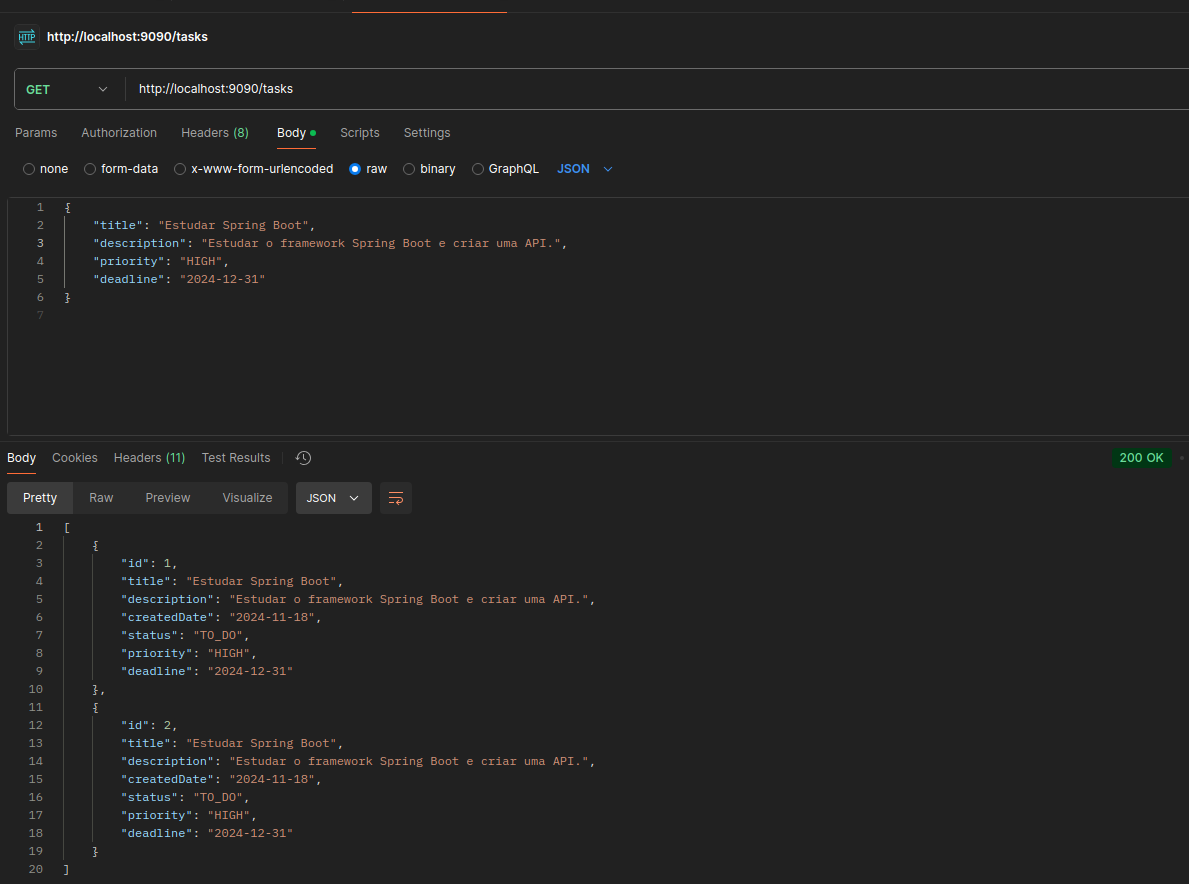 HTTP http://localhost:9090/tasks
GET http://localhost:9090/tasks
Params Authorization Headers (8) Body Scripts Settings
none form-data x-www-form-urlencoded raw binary GraphQL JSON
1 {
2 "title": "Estudar Spring Boot",
3 "description": "Estudar o framework Spring Boot e criar uma API.",
4 "priority": "HIGH",
5 "deadline": "2024-12-31"
6 }
7
Body Cookies Headers (11) Test Results 200 OK
Pretty Raw Preview Visualize JSON
1 [
2 {
3 "id": 1,
4 "title": "Estudar Spring Boot",
5 "description": "Estudar o framework Spring Boot e criar uma API.",
6 "createdDate": "2024-11-18",
7 "status": "TO_DO",
8 "priority": "HIGH",
9 "deadline": "2024-12-31"
10 },
11 {
12 "id": 2,
13 "title": "Estudar Spring Boot",
14 "description": "Estudar o framework Spring Boot e criar uma API.",
15 "createdDate": "2024-11-18",
16 "status": "TO_DO",
17 "priority": "HIGH",
18 "deadline": "2024-12-31"
19 }
20 ]